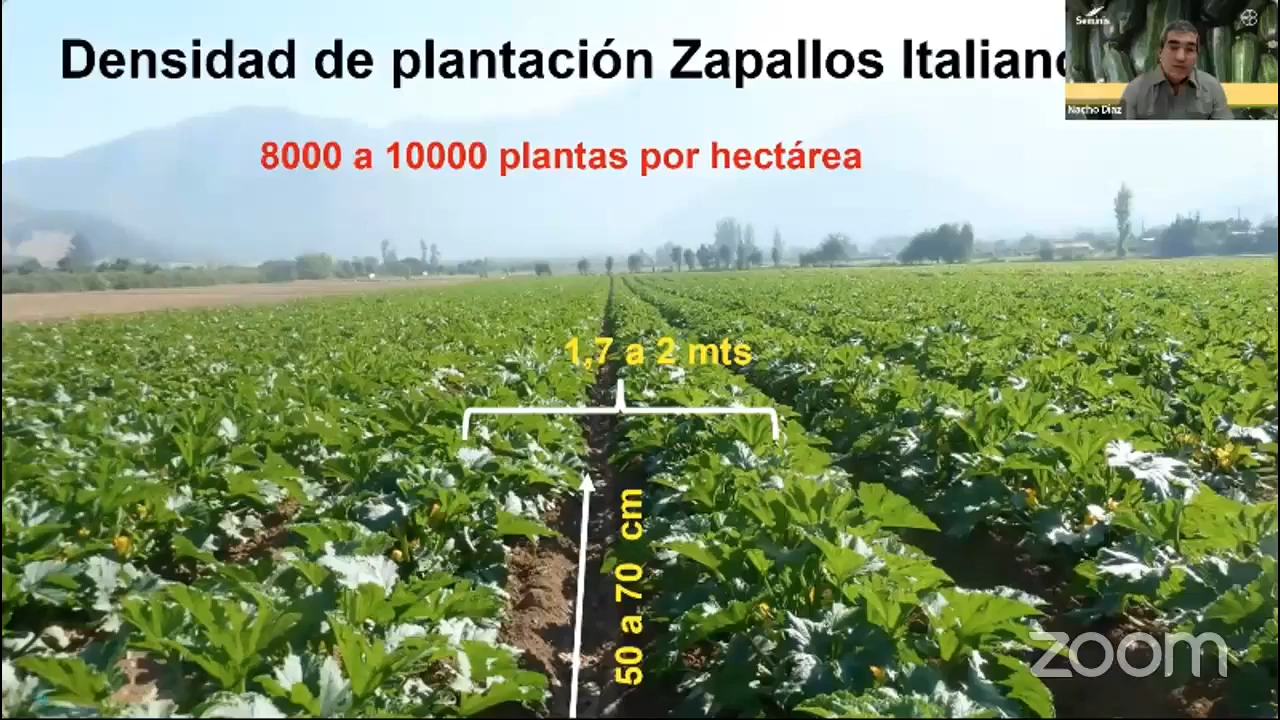 Densidad de plantación Zapallos Italiano
Seminis
Nacho Diaz
8000 a 10000 plantas por hectárea
1,7 a 2 mts
50 a 70 cm
zoom